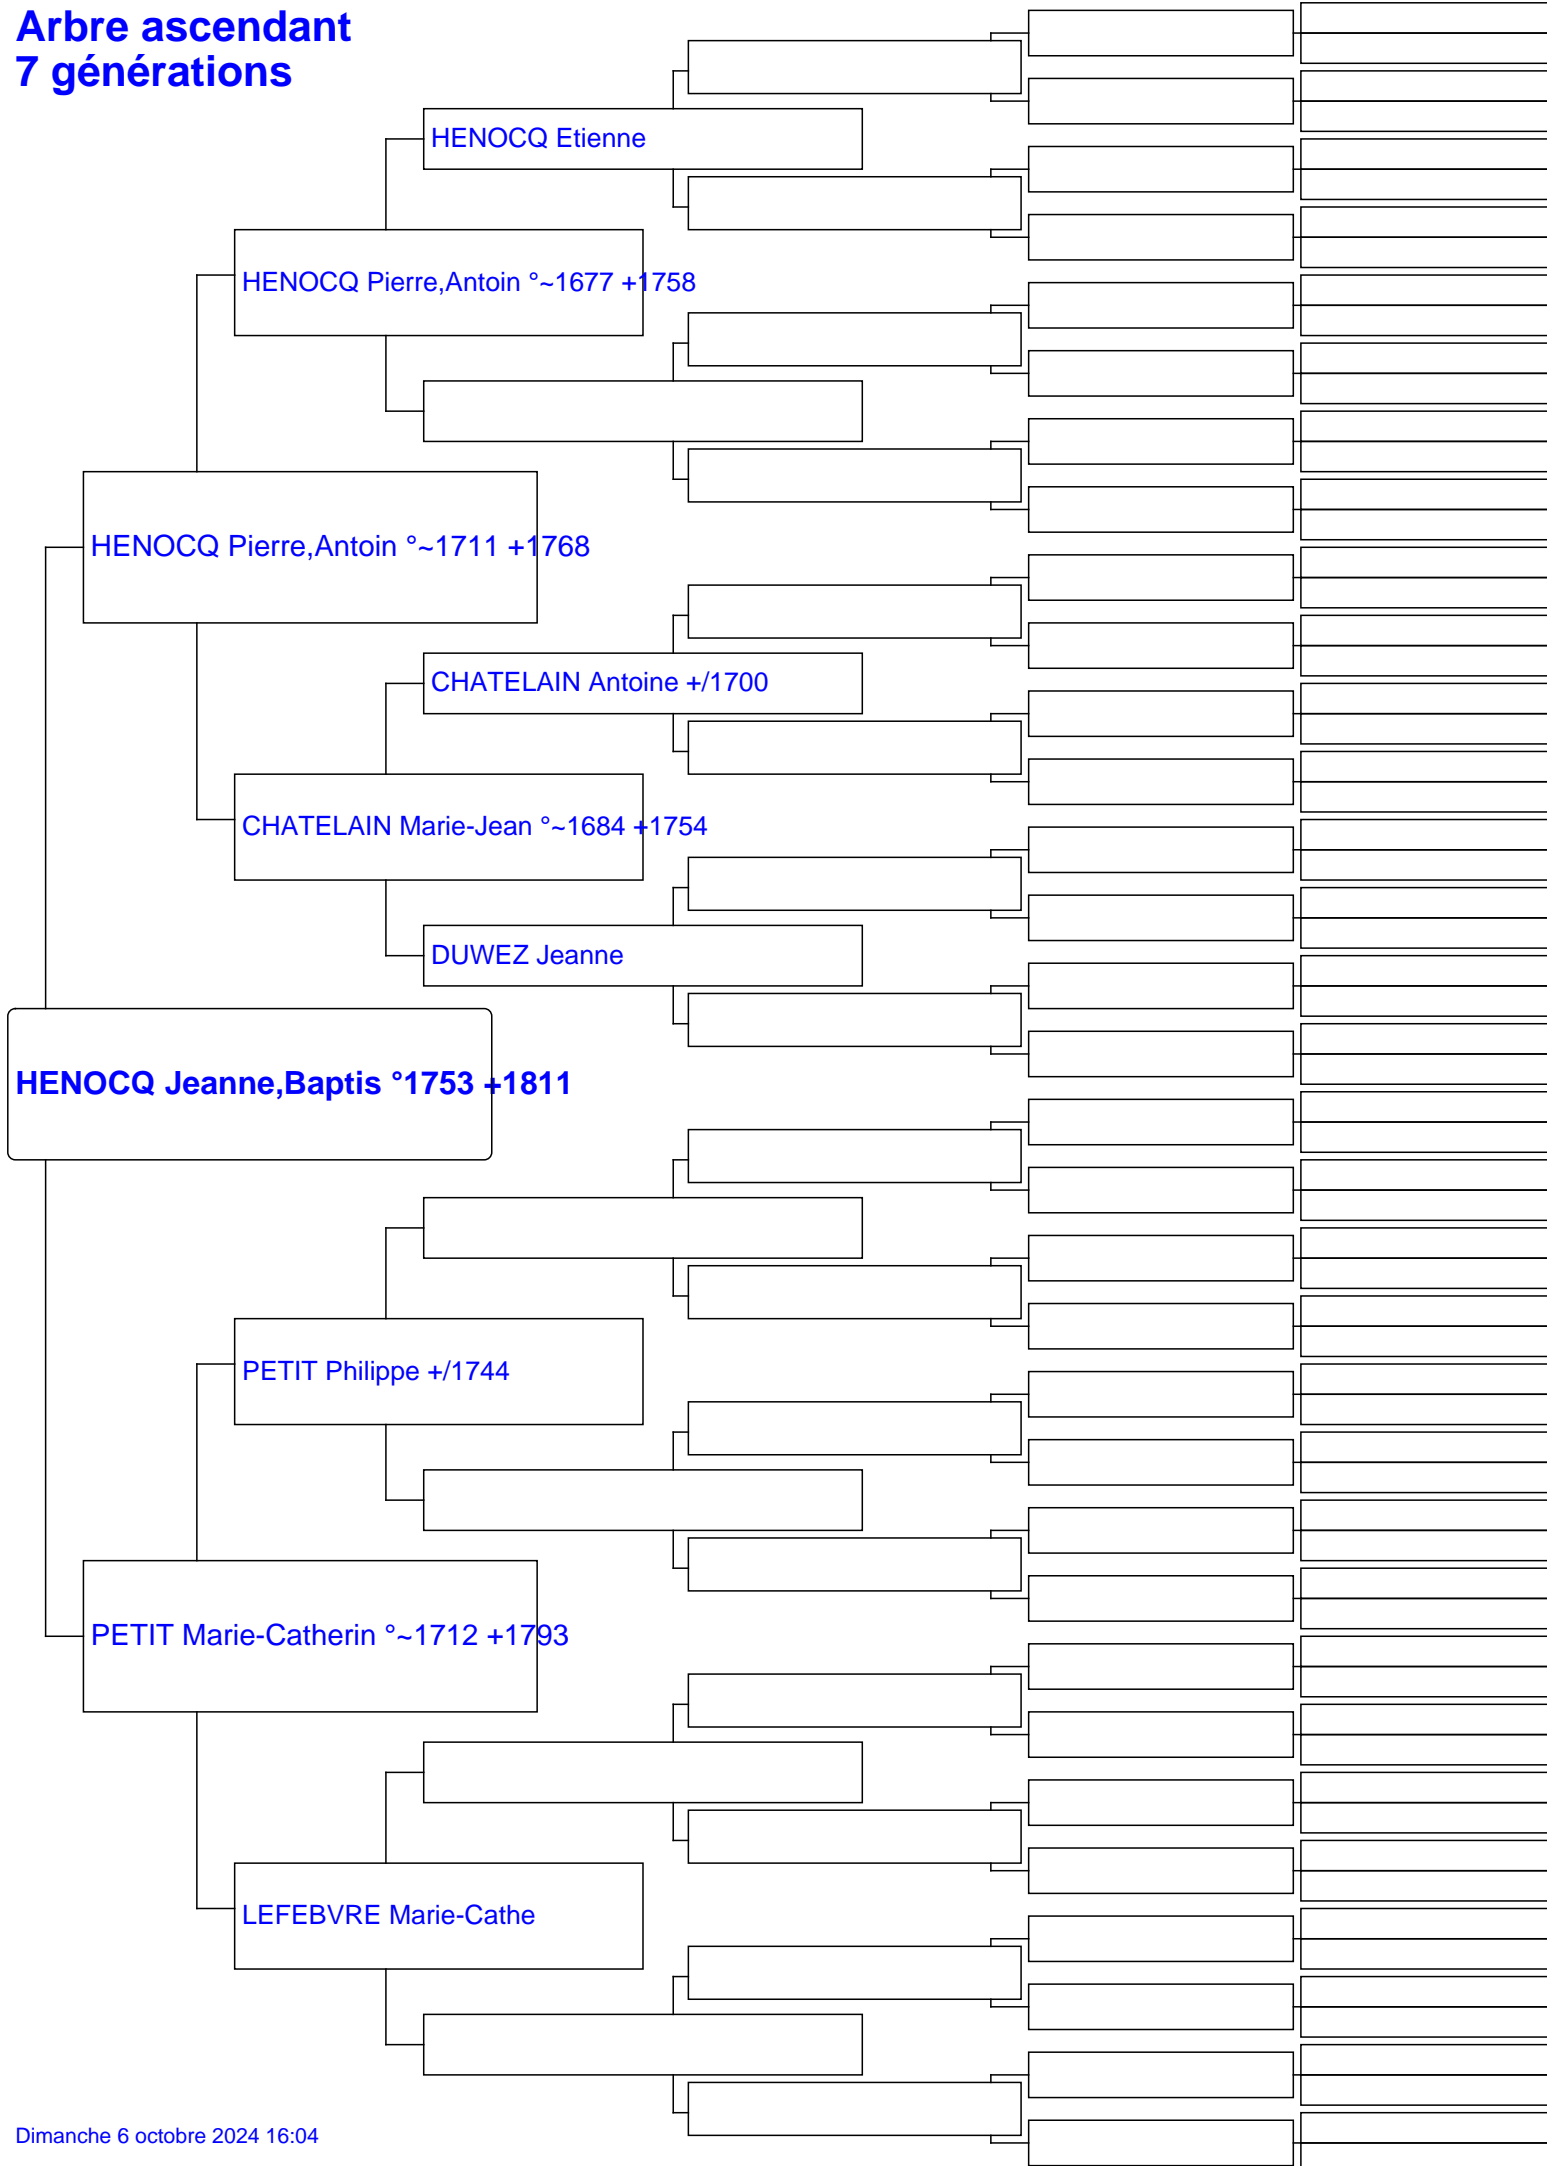 Arbre ascendant
7 générations
HENOCQ Etienne
HENOCQ Pierre,Antoin °~1677 +1758
HENOCQ Pierre,Antoin °~1711 +1768
CHATELAIN Antoine +/1700
CHATELAIN Marie-Jean °~1684 +1754
DUWEZ Jeanne
HENOCQ Jeanne,Baptis °1753 +1811
PETIT Philippe +/1744
PETIT Marie-Catherin °~1712 +1793
LEFEBVRE Marie-Cathe
Dimanche 6 octobre 2024 16:04